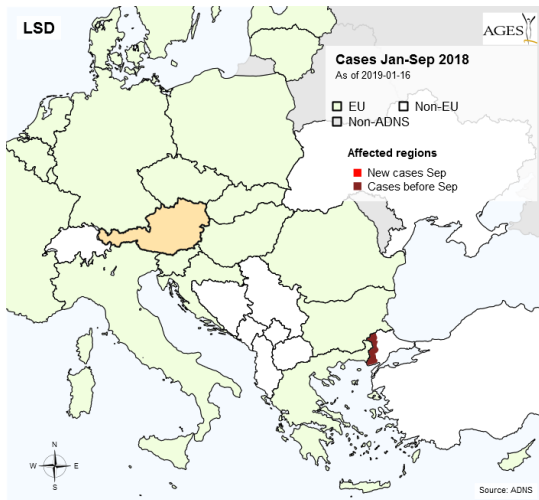 LSD
AGES
Cases Jan-Sep 2018
As of 2019-01-16
EU Non-EU
Non-ADNS
Affected regions
New cases Sep
Cases before Sep
N
W E
S
Source: ADNS